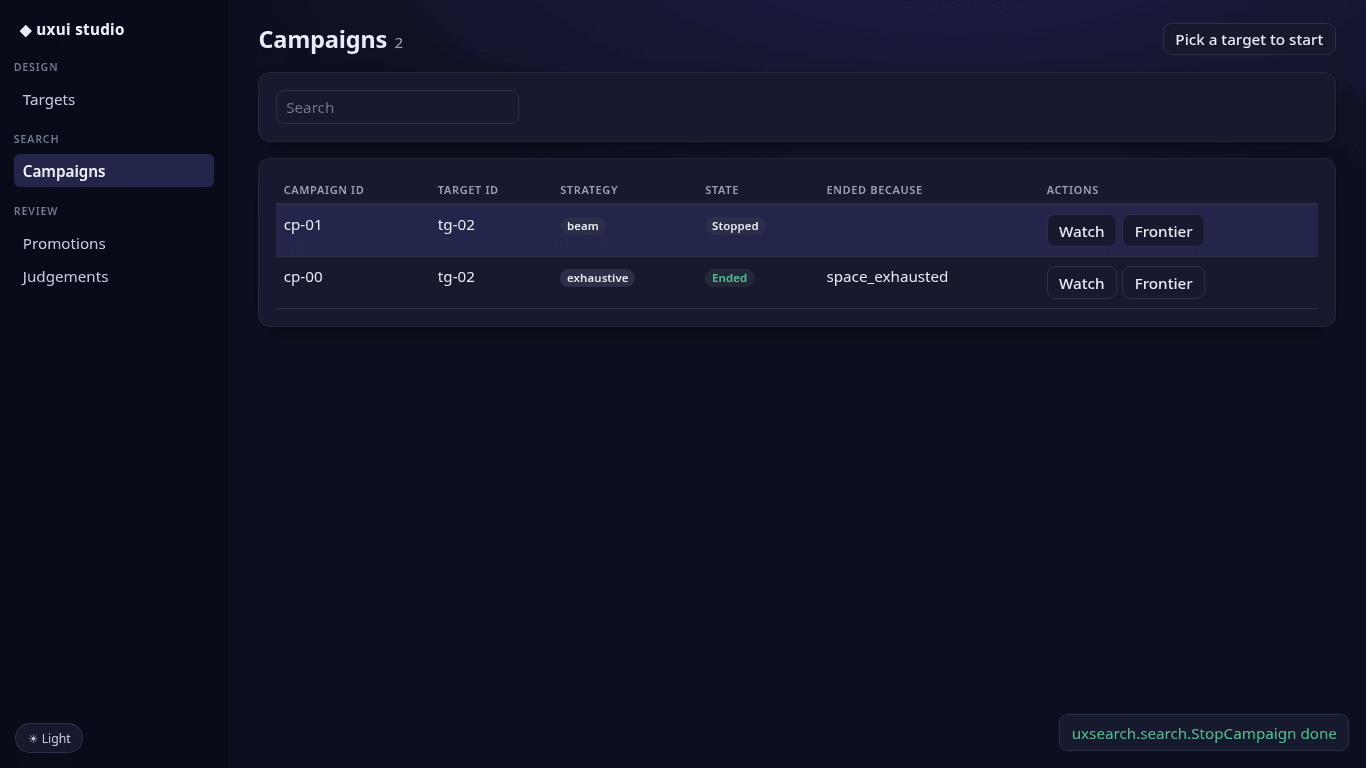 ◆ uxui studio
DESIGN
Targets
SEARCH
Campaigns
REVIEW
Promotions
Judgements
☀ Light
Campaigns 2
Pick a target to start
Search
CAMPAIGN ID TARGET ID STRATEGY STATE ENDED BECAUSE ACTIONS
cp-01 tg-02 beam Stopped Watch Frontier
cp-00 tg-02 exhaustive Ended space_exhausted Watch Frontier
uxsearch.search.StopCampaign done